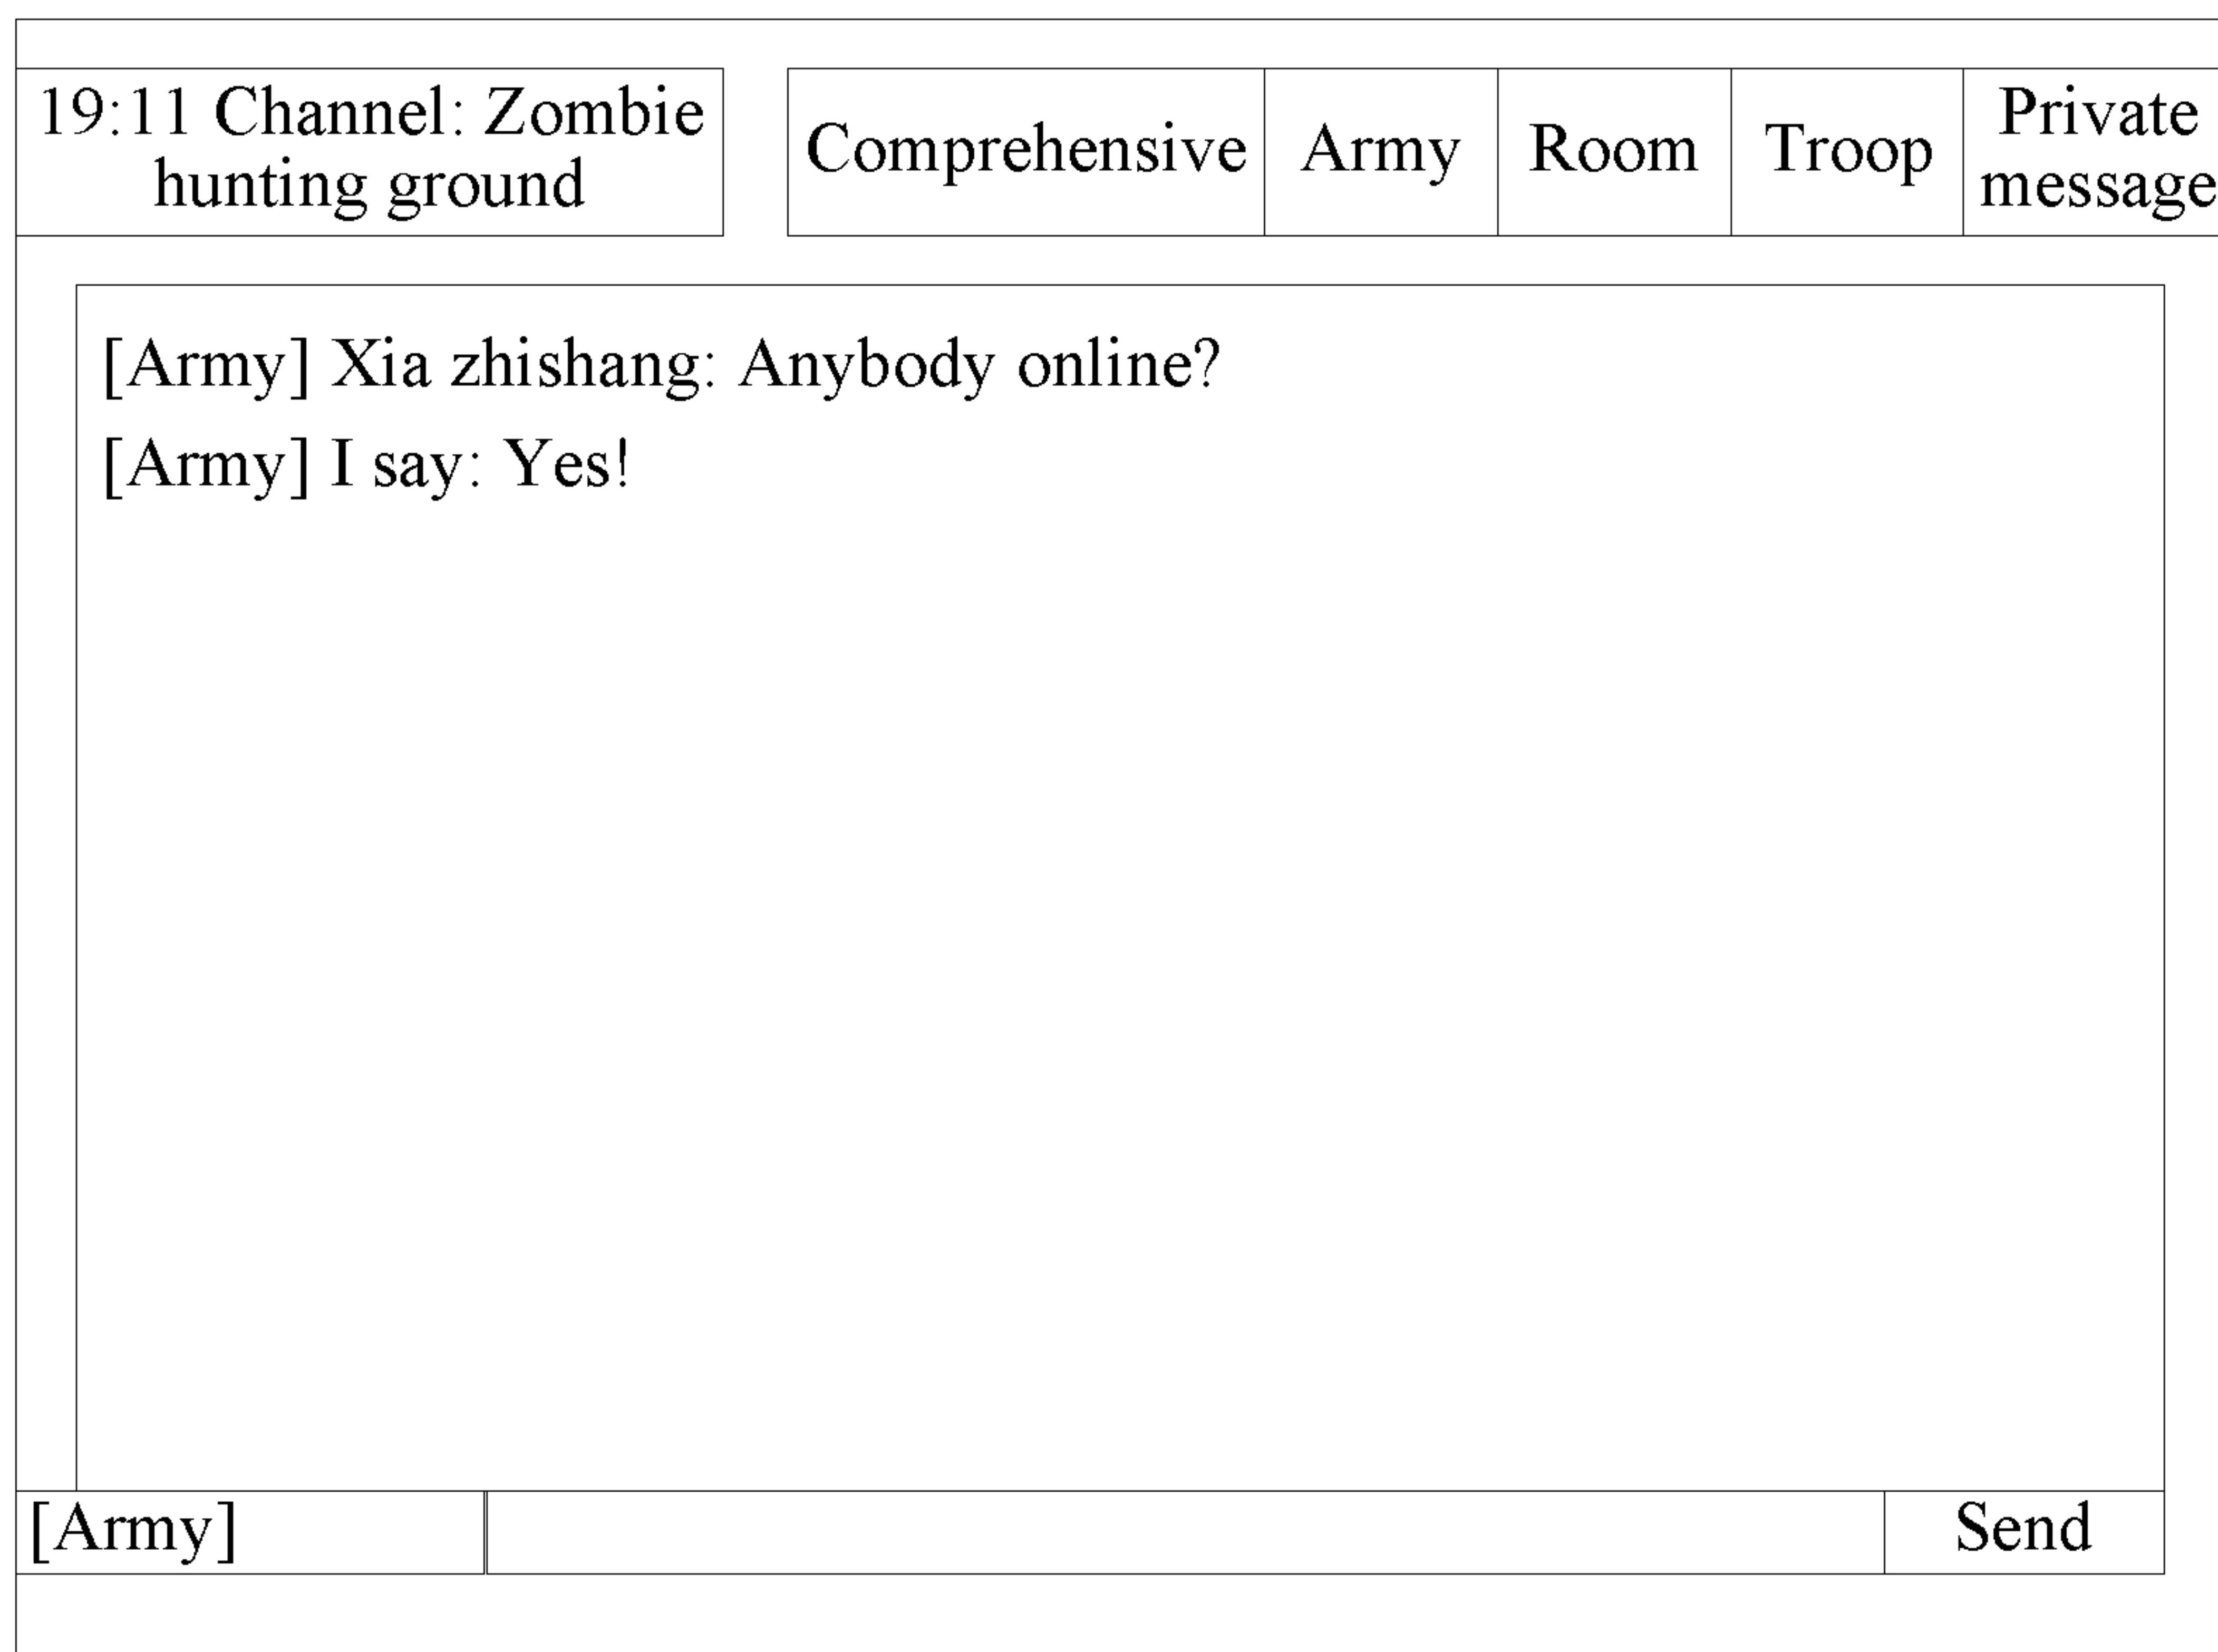 19:11 Channel: Zombie
hunting ground
Comprehensive
Army
Room
Troop
Private
message
[Army] Xia zhishang: Anybody online?
[Army] I say: Yes!
[Army]
Send